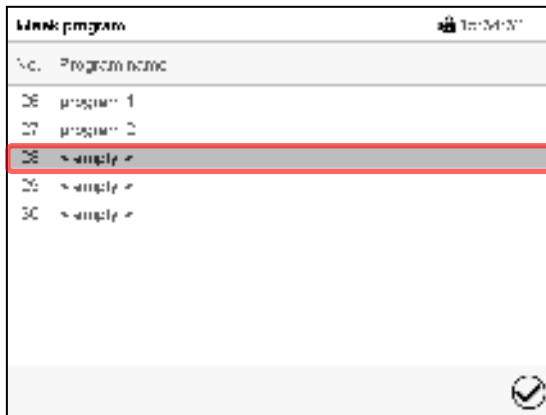 Week program
No. Program name
26 program 1
27 program 2
28 < empty >
29 < empty >
30 < empty >